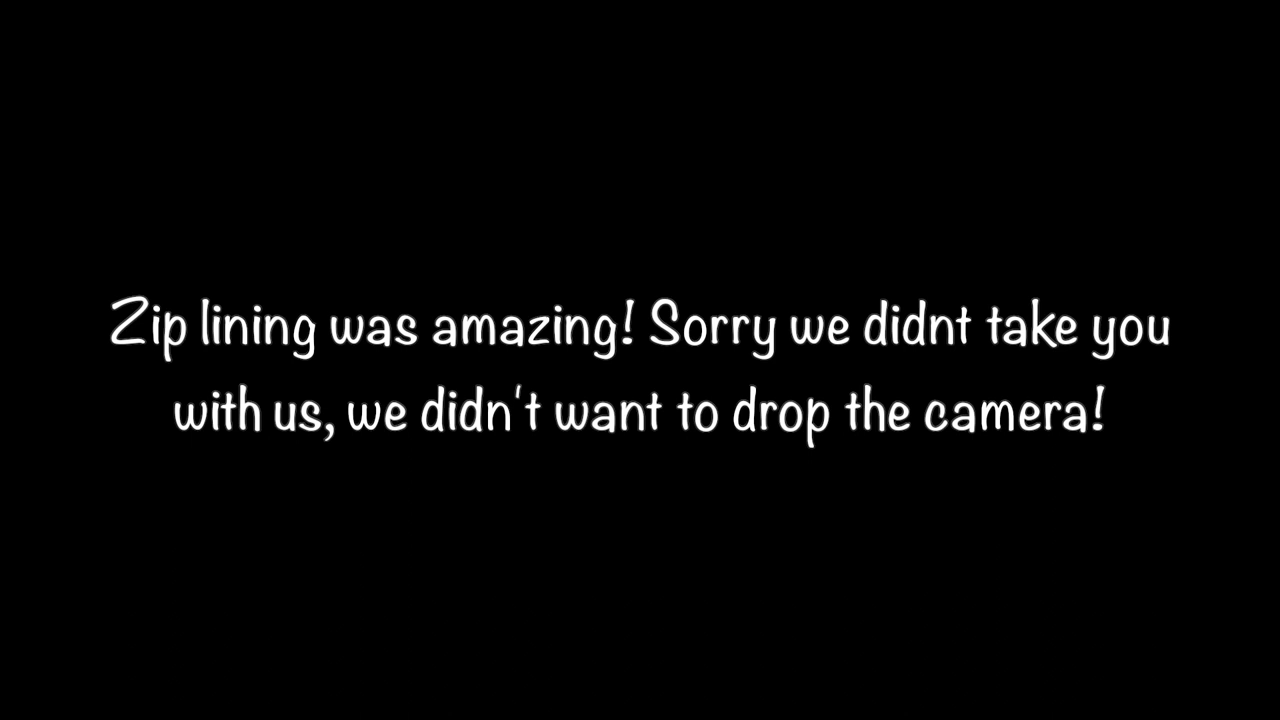 Zip lining was amazing! Sorry we didnt take you
with us, we didn't want to drop the camera!